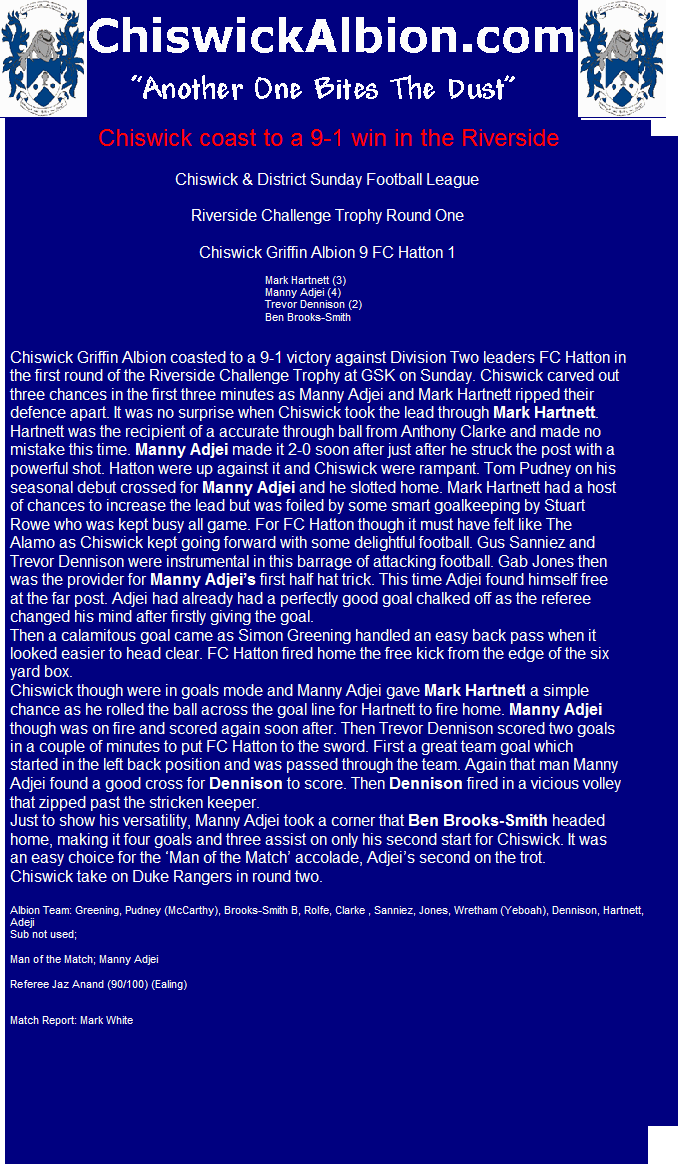 ChiswickAlbion.com
"Another One Bites The Dust"
Chiswick coast to a 9-1 win in the Riverside
Chiswick & District Sunday Football League
Riverside Challenge Trophy Round One
Chiswick Griffin Albion 9 FC Hatton 1
Mark Hartnett (3)
Manny Adjei (4)
Trevor Dennison (2)
Ben Brooks-Smith
Chiswick Griffin Albion coasted to a 9-1 victory against Division Two leaders FC Hatton in
the first round of the Riverside Challenge Trophy at GSK on Sunday. Chiswick carved out
three chances in the first three minutes as Manny Adjei and Mark Hartnett ripped their
defence apart. It was no surprise when Chiswick took the lead through Mark Hartnett.
Hartnett was the recipient of a accurate through ball from Anthony Clarke and made no
mistake this time. Manny Adjei made it 2-0 soon after just after he struck the post with a
powerful shot. Hatton were up against it and Chiswick were rampant. Tom Pudney on his
seasonal debut crossed for Manny Adjei and he slotted home. Mark Hartnett had a host
of chances to increase the lead but was foiled by some smart goalkeeping by Stuart
Rowe who was kept busy all game. For FC Hatton though it must have felt like The
Alamo as Chiswick kept going forward with some delightful football. Gus Sanniez and
Trevor Dennison were instrumental in this barrage of attacking football. Gab Jones then
was the provider for Manny Adjei's first half hat trick. This time Adjei found himself free
at the far post. Adjei had already had a perfectly good goal chalked off as the referee
changed his mind after firstly giving the goal.
Then a calamitous goal came as Simon Greening handled an easy back pass when it
looked easier to head clear. FC Hatton fired home the free kick from the edge of the six
yard box.
Chiswick though were in goals mode and Manny Adjei gave Mark Hartnett a simple
chance as he rolled the ball across the goal line for Hartnett to fire home. Manny Adjei
though was on fire and scored again soon after. Then Trevor Dennison scored two goals
in a couple of minutes to put FC Hatton to the sword. First a great team goal which
started in the left back position and was passed through the team. Again that man Manny
Adjei found a good cross for Dennison to score. Then Dennison fired in a vicious volley
that zipped past the stricken keeper.
Just to show his versatility, Manny Adjei took a corner that Ben Brooks-Smith headed
home, making it four goals and three assist on only his second start for Chiswick. It was
an easy choice for the 'Man of the Match' accolade, Adjei's second on the trot.
Chiswick take on Duke Rangers in round two.
Albion Team: Greening, Pudney (McCarthy), Brooks-Smith B, Rolfe, Clarke , Sanniez, Jones, Wretham (Yeboah), Dennison, Hartnett,
Adeji
Sub not used;
Man of the Match; Manny Adjei
Referee Jaz Anand (90/100) (Ealing)
Match Report: Mark White